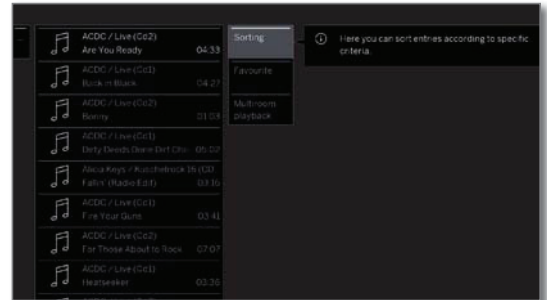 ACDC / Live (Cd2)
Are You Ready 04:33
ACDC / Live (Cd1)
Back in Black 04:27
ACDC / Live (Cd2)
Bonny 01:03
ACDC / Live (Cd1)
Dirty Deeds Done Dirt Che 05:02
Alicia Keys / Kuschelrock 16 (CD
Fallin' (Radio Edit) 03:16
ACDC / Live (Cd1)
Fire Your Guns 03:41
ACDC / Live (Cd2)
For Those About to Rock 07:07
ACDC / Live (Cd1)
Heatseeker 03:36
Sorting
Favourite
Multiroom
playback
Here you can sort entries according to specific
criteria.